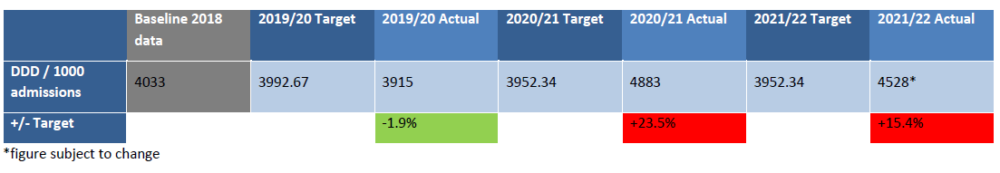 Baseline 2018 data 2019/20 Target 2019/20 Actual 2020/21 Target 2020/21 Actual 2021/22 Target 2021/22 Actual
DDD / 1000 admissions 4033 3992.67 3915 3952.34 4883 3952.34 4528*
+/- Target -1.9% +23.5% +15.4%
*figure subject to change